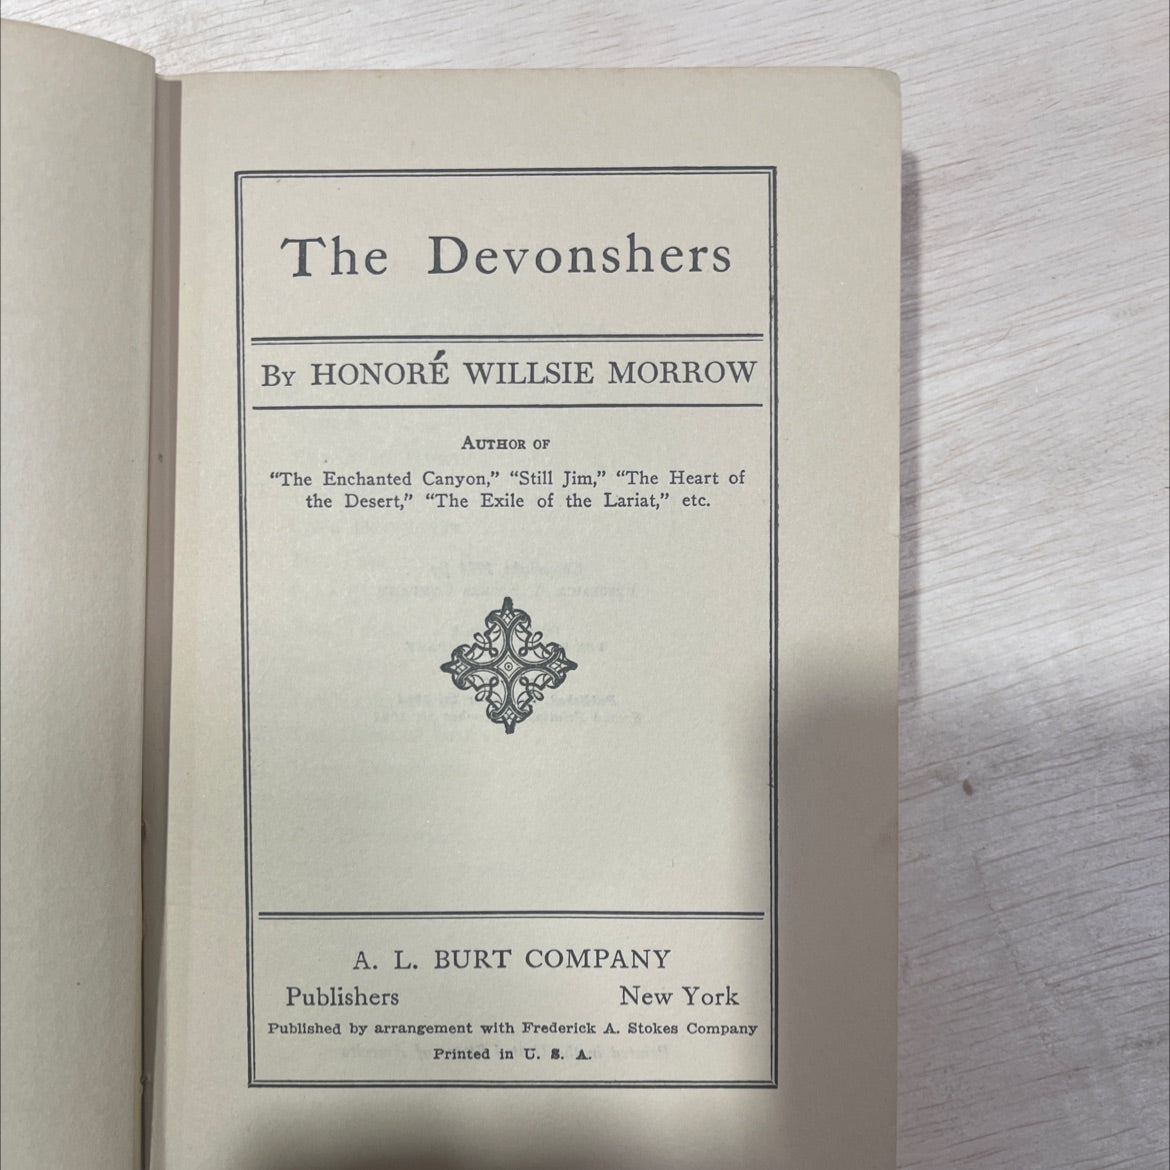 The Devonshers
By HONORÉ WILLSIE MORROW
Author of
“The Enchanted Canyon,” “Still Jim,” “The Heart of
the Desert,” “The Exile of the Lariat,” etc.
A. L. BURT COMPANY
Publishers New York
Published by arrangement with Frederick A. Stokes Company
Printed in U. S. A.